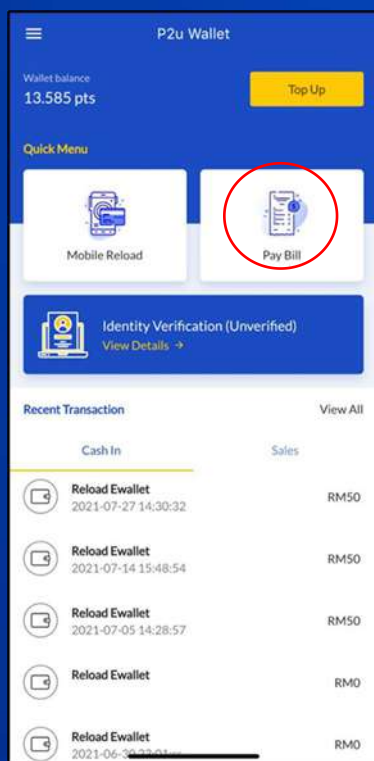 P2u Wallet
Wallet balance
13.585 pts
Top Up
Quick Menu
Mobile Reload
Pay Bill
Identity Verification (Unverified)
View Details →
Recent Transaction
View All
Cash In
Sales
Reload Ewallet
RM50
2021-07-27 14:30:32
Reload Ewallet
RM50
2021-07-14 15:48:54
Reload Ewallet
RM50
2021-07-05 14:28:57
Reload Ewallet
RM0
Reload Ewallet
RM0
2021-06-30